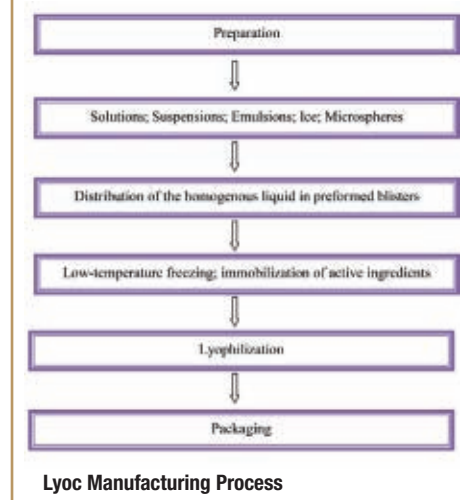 Preparation
Solutions; Suspensions; Emulsions; Ice; Microspheres
Distribution of the homogenous liquid in preformed blisters
Low-temperature freezing; immobilization of active ingredients
Lyophilization
Packaging
Lyoc Manufacturing Process